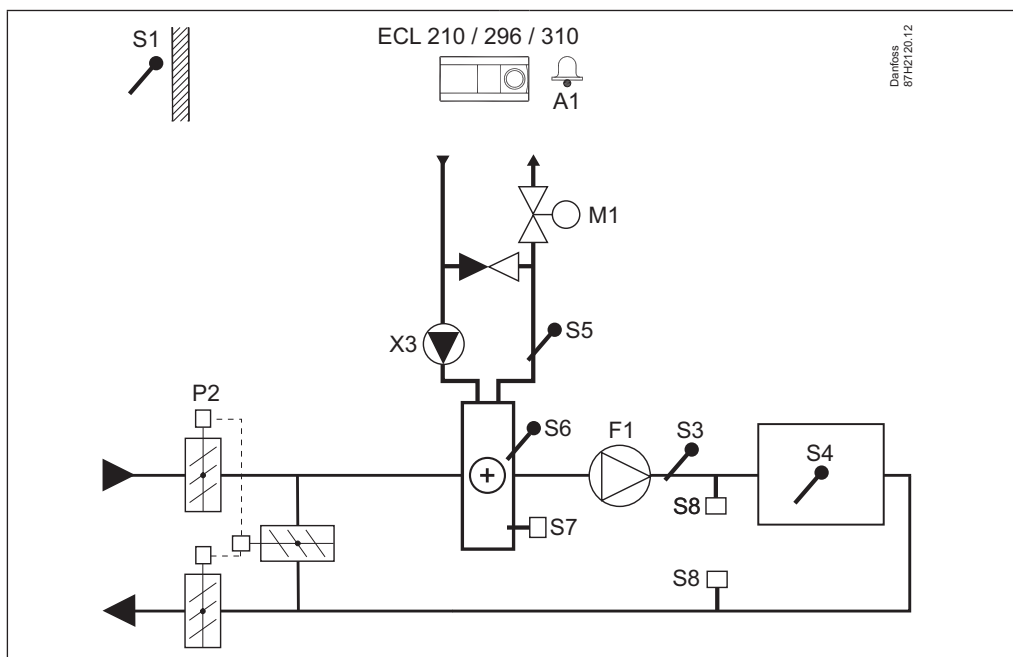 S1
ECL 210 / 296 / 310
A1
Danfoss
87H2120.12
M1
X3
S5
P2
S6
F1
S3
S4
S8
S7
S8